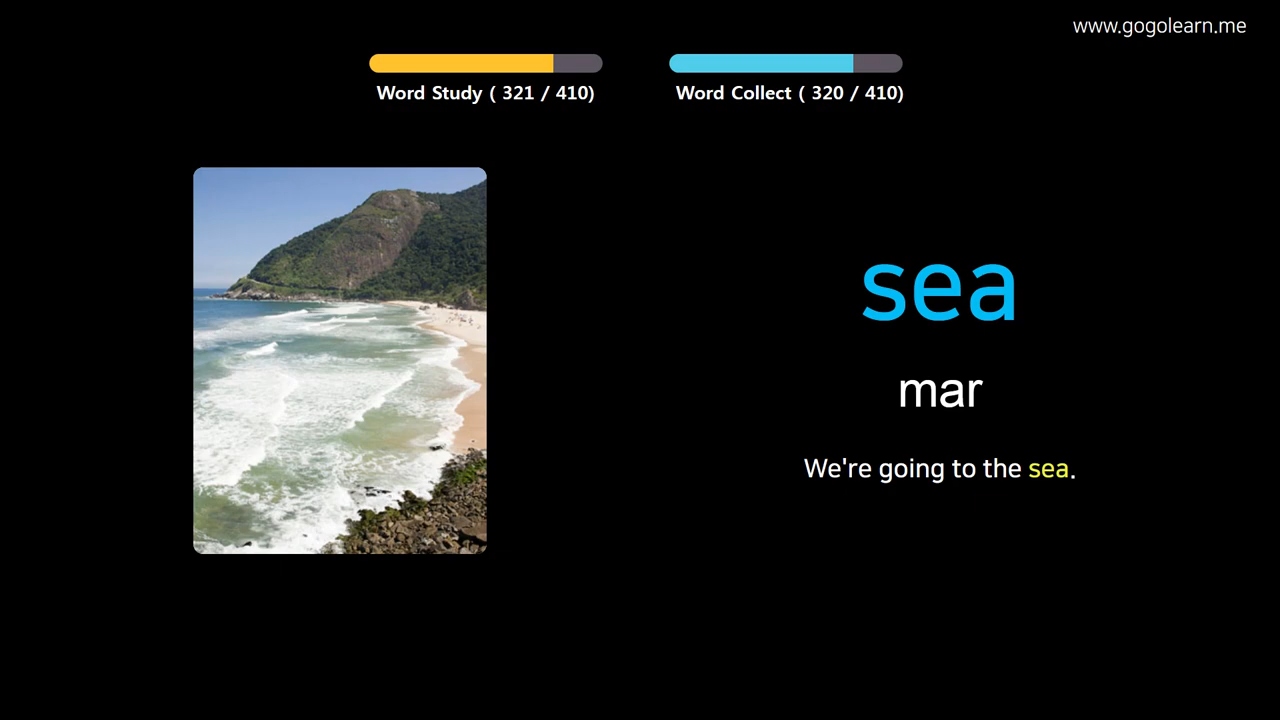 www.gogolearn.me
Word Study ( 321 / 410)
Word Collect ( 320 / 410)
sea
mar
We're going to the sea.